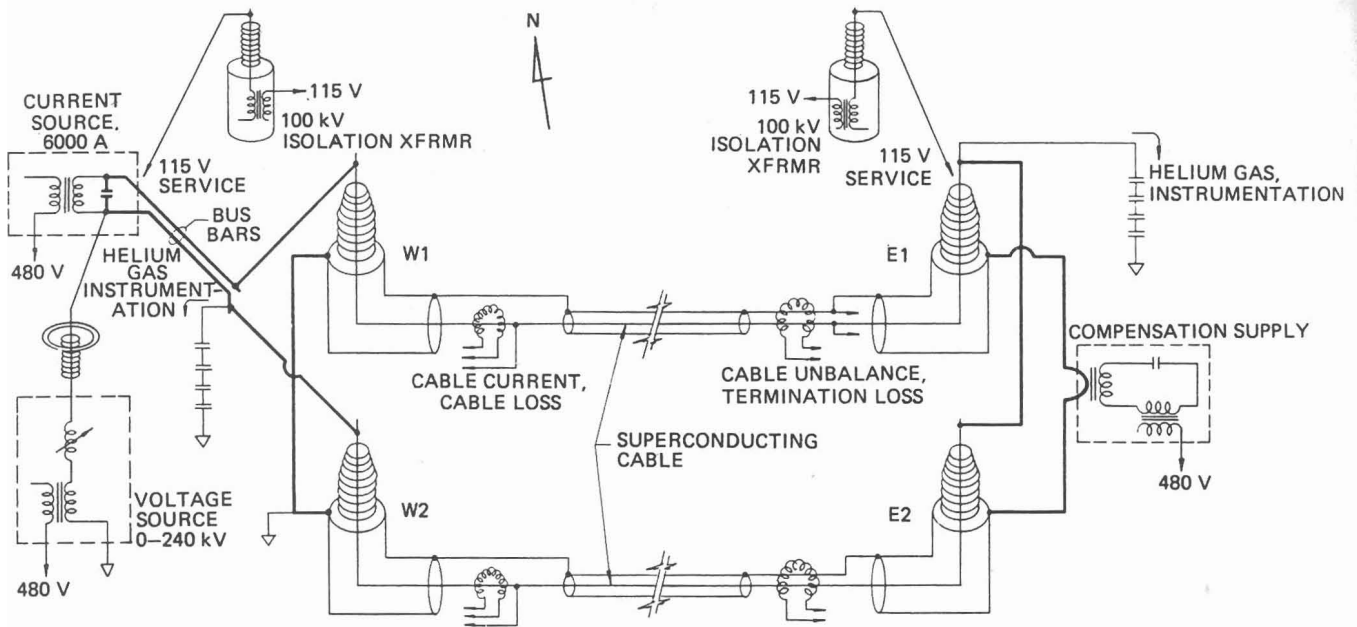 N
115 V
100 kV
ISOLATION XFRMR
CURRENT
SOURCE,
6000 A
115 V
SERVICE
BUS
BARS
480 V
HELIUM
GAS
INSTRUMENT-
ATION
W1
CABLE CURRENT,
CABLE LOSS
115 V
100 kV
ISOLATION
XFRMR
115 V
SERVICE
HELIUM GAS,
INSTRUMENTATION
E1
CABLE UNBALANCE,
TERMINATION LOSS
COMPENSATION SUPPLY
480 V
SUPERCONDUCTING
CABLE
VOLTAGE
SOURCE
0–240 kV
480 V
W2
E2